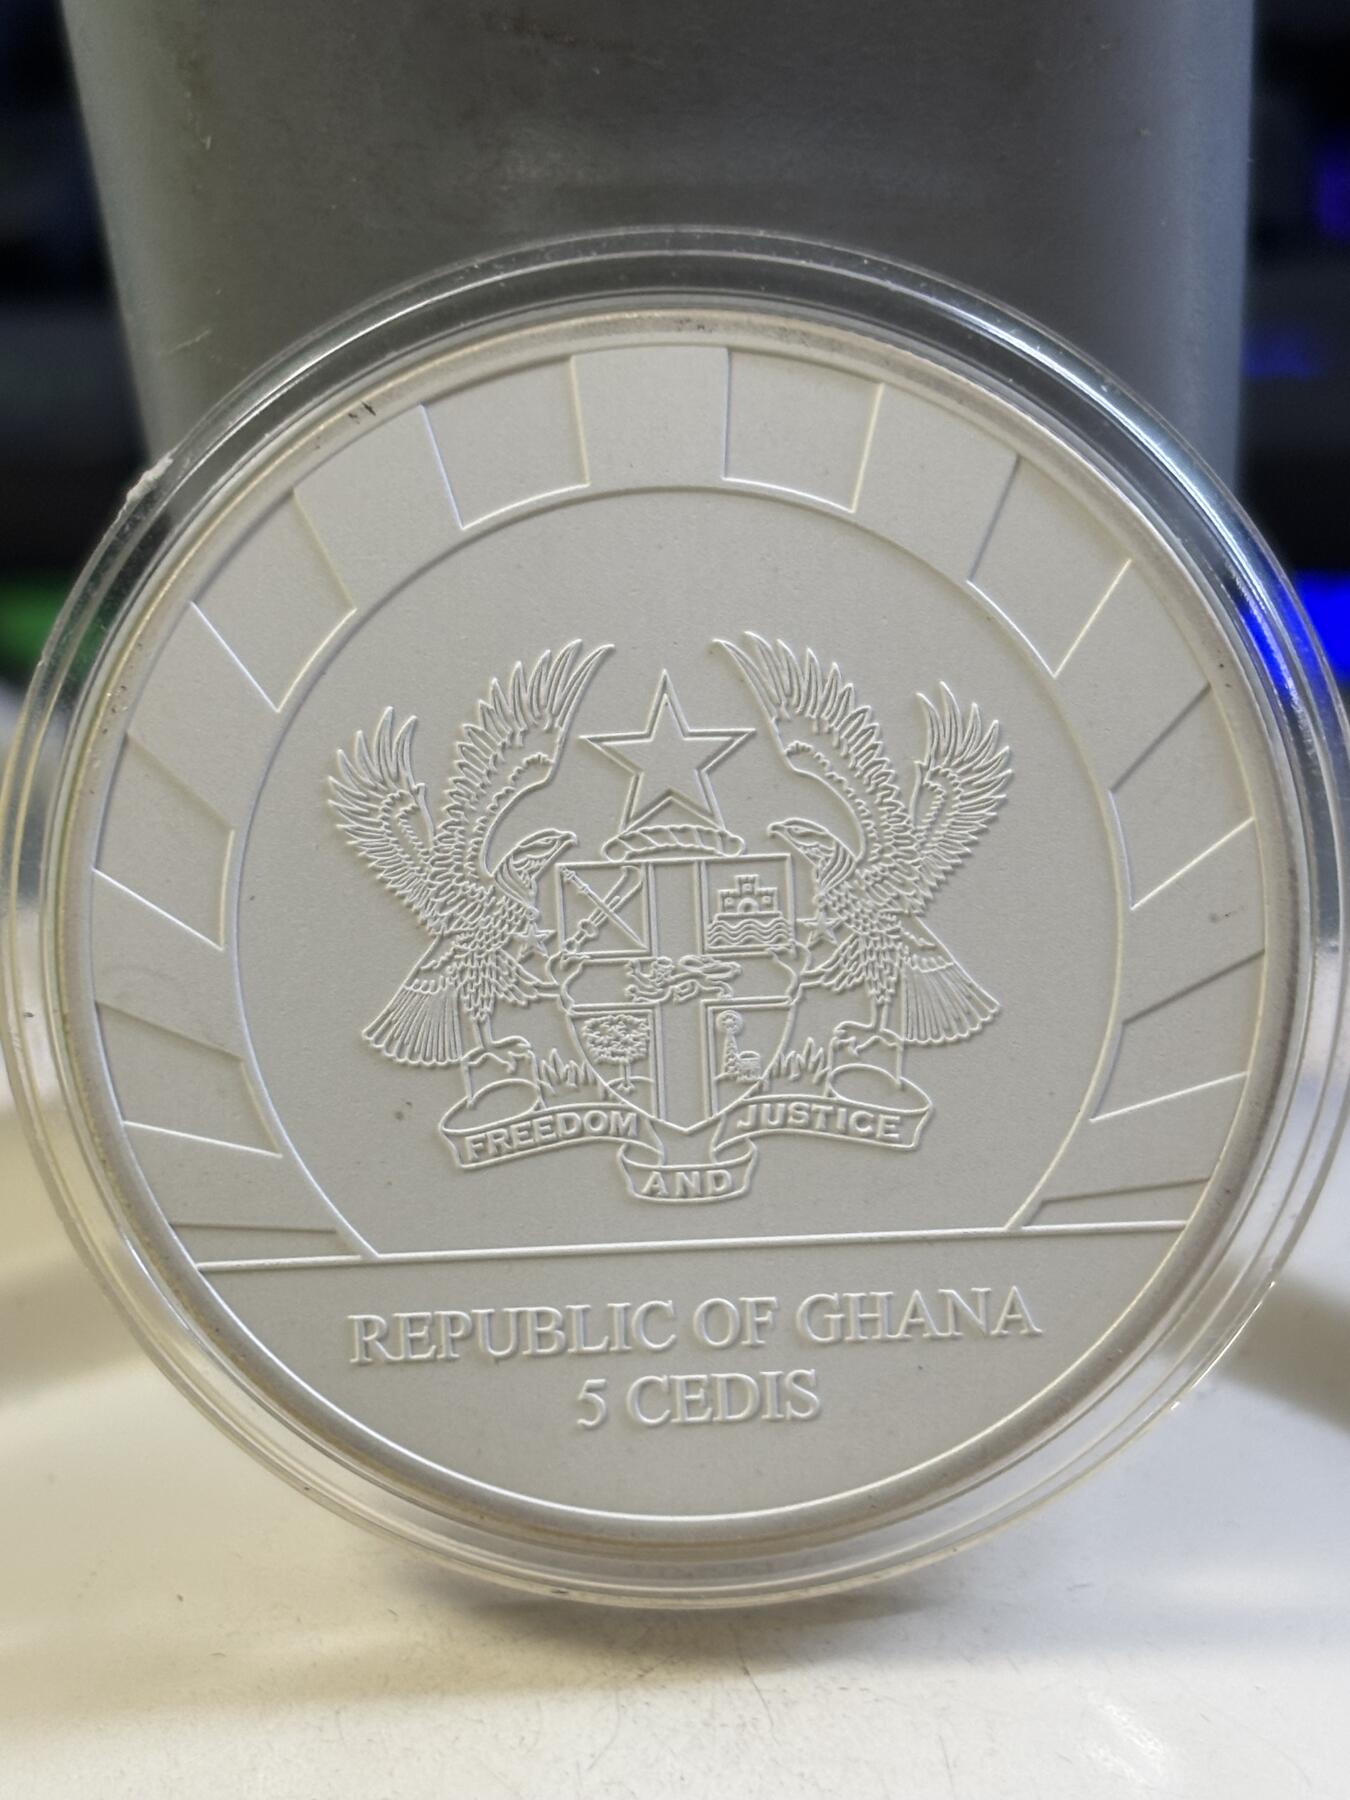 FREEDOM JUSTICE
AND
REPUBLIC OF GHANA
5 CEDIS